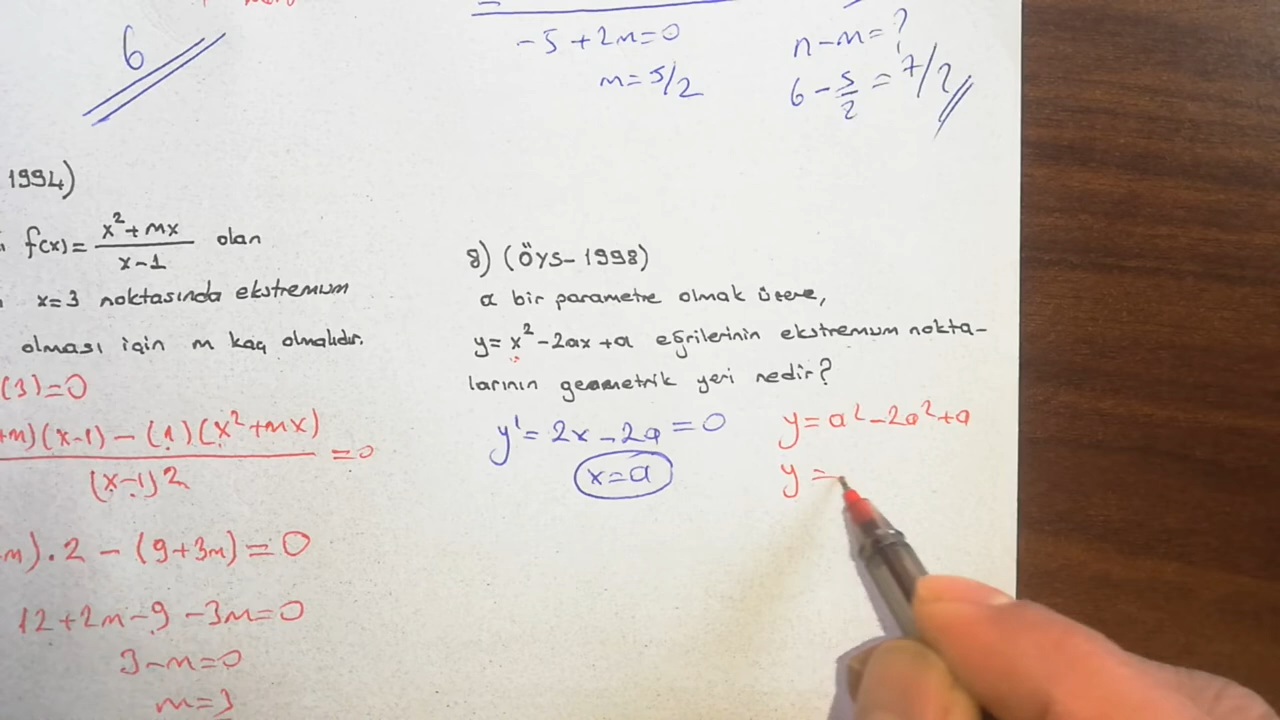 6
-5+2m=0
m=5/2
n-m=?
6-5/2=7/2
1994)
f(x)= x²+mx / x-1 olan
x=3 noktasında ekstremum
olması için m kaç olmalıdır.
(3)=0
+m)(x-1)-(1)(x²+mx) / (x-1)² =0
m).2-(9+3m)=0
12+2m-9-3m=0
3-m=0
m=3
8) (ÖYS-1998)
a bir parametre olmak üzere,
y=x²-2ax+a eğrilerinin ekstremum nokta-
larının geometrik yeri nedir?
y'=2x-2a=0
x=a
y=a²-2a²+a
y=-